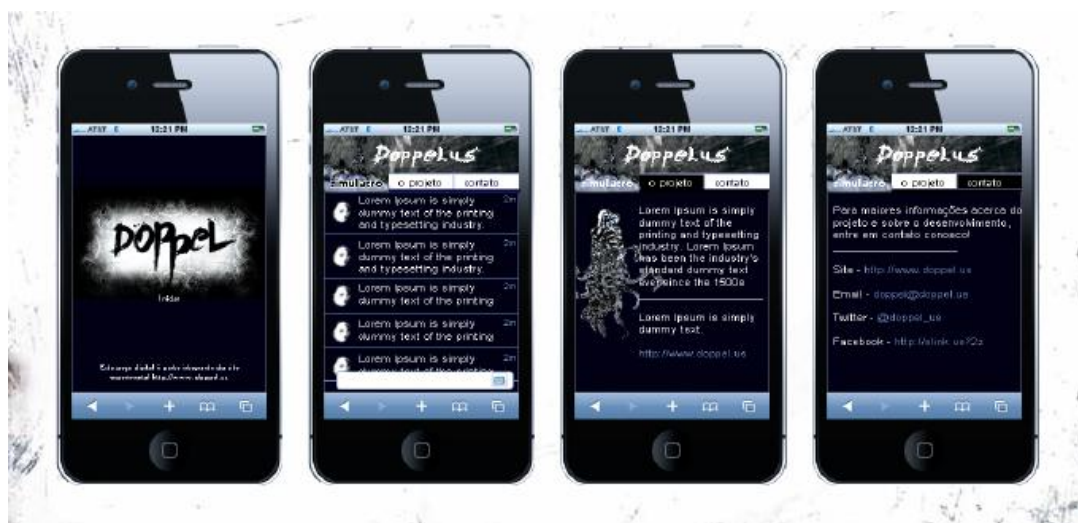 AT&T 12:21 PM
DOPPEL
Iniciar
http://www.doppel.us
AT&T 12:21 PM
Doppel.us
simulacro o projeto contato
Lorem Ipsum is simply 2m
dummy text of the printing
and typesetting industry.
Lorem Ipsum is simply 2m
dummy text of the printing
and typesetting industry.
Lorem Ipsum is simply 2m
dummy text of the printing
Lorem Ipsum is simply 2m
dummy text of the printing
Lorem Ipsum is simply 2m
AT&T 12:21 PM
Doppel.us
simulacro o projeto contato
Lorem Ipsum is simply
dummy text of the
printing and typesetting
industry. Lorem Ipsum
has been the industry's
standard dummy text
ever since the 1500s
Lorem Ipsum is simply
dummy text.
http://www.doppel.us
AT&T 12:21 PM
Doppel.us
simulacro o projeto contato
Para maiores informações acerca do
projeto e sobre o desenvolvimento,
entre em contato conosco!
Site - http://www.doppel.us
Email - doppel@doppel.us
Twitter - @doppel_us
Facebook -